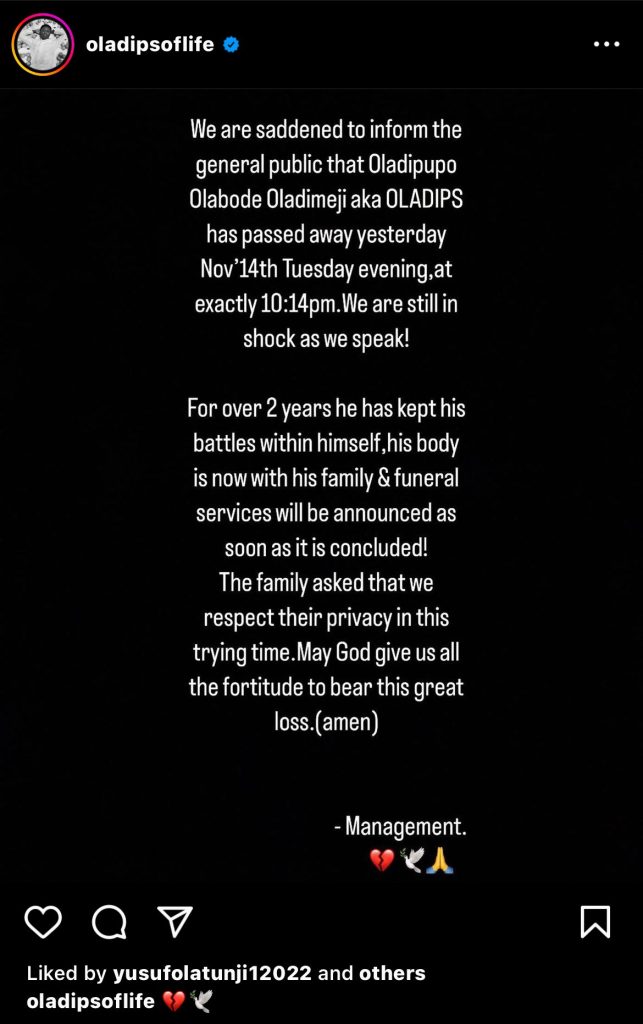 oladipsoflife
We are saddened to inform the
general public that Oladipupo
Olabode Oladimeji aka OLADIPS
has passed away yesterday
Nov’14th Tuesday evening,at
exactly 10:14pm.We are still in
shock as we speak!
For over 2 years he has kept his
battles within himself,his body
is now with his family & funeral
services will be announced as
soon as it is concluded!
The family asked that we
respect their privacy in this
trying time.May God give us all
the fortitude to bear this great
loss.(amen)
- Management.
💔🕊️🙏
Liked by yusufolatunji12022 and others
oladipsoflife 💔🕊️